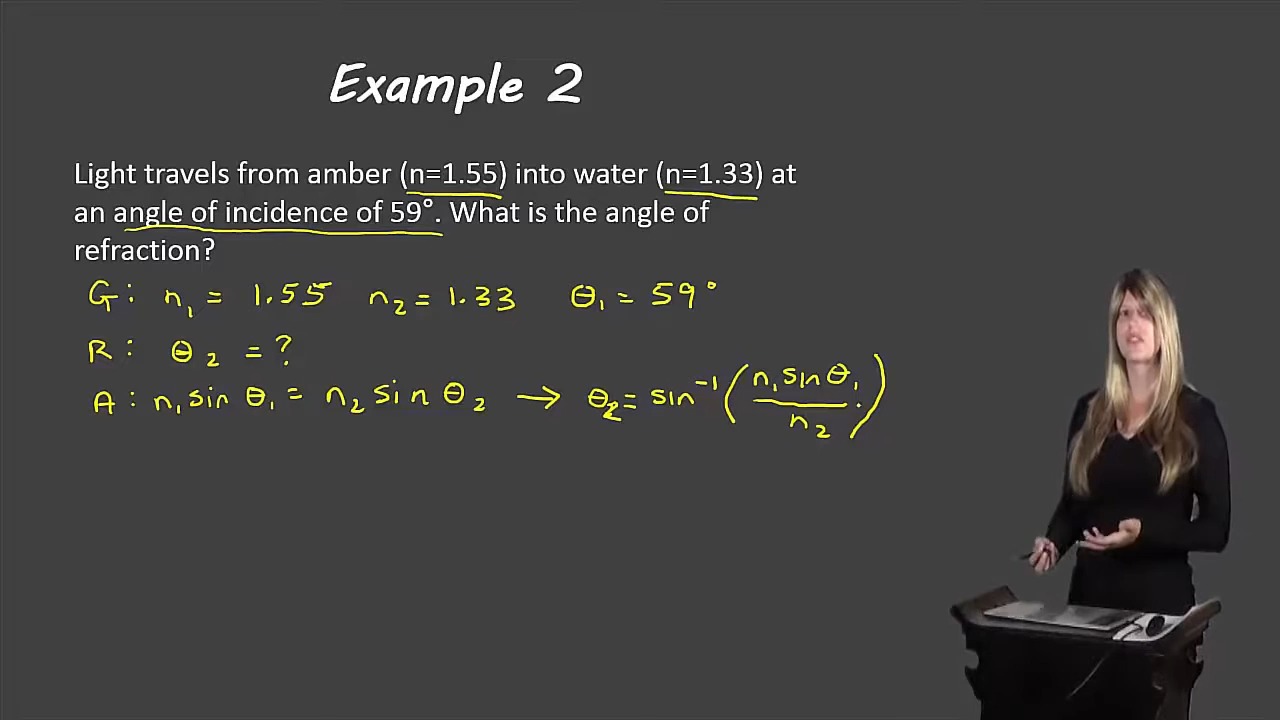 Example 2
Light travels from amber (n=1.55) into water (n=1.33) at
an angle of incidence of 59°. What is the angle of
refraction?
G: n₁ = 1.55 n₂ = 1.33 θ₁ = 59°
R: θ₂ = ?
A: n₁ sin θ₁ = n₂ sin θ₂ → θ₂ = sin⁻¹ (n₁ sin θ₁ / n₂)